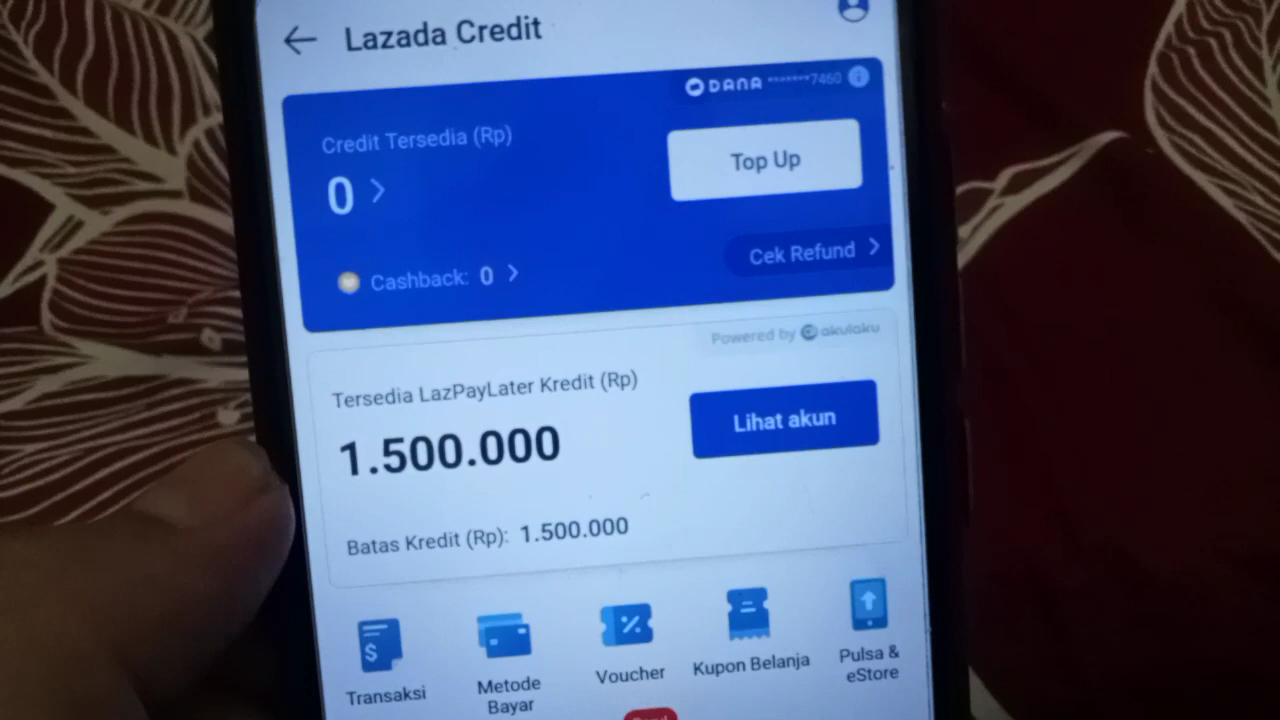 Lazada Credit
DANA *******7460
Credit Tersedia (Rp)
0
Top Up
Cashback: 0
Cek Refund
Powered by akulaku
Tersedia LazPayLater Kredit (Rp)
1.500.000
Lihat akun
Batas Kredit (Rp): 1.500.000
Transaksi
Metode
Bayar
Voucher
Kupon Belanja
Pulsa &
eStore